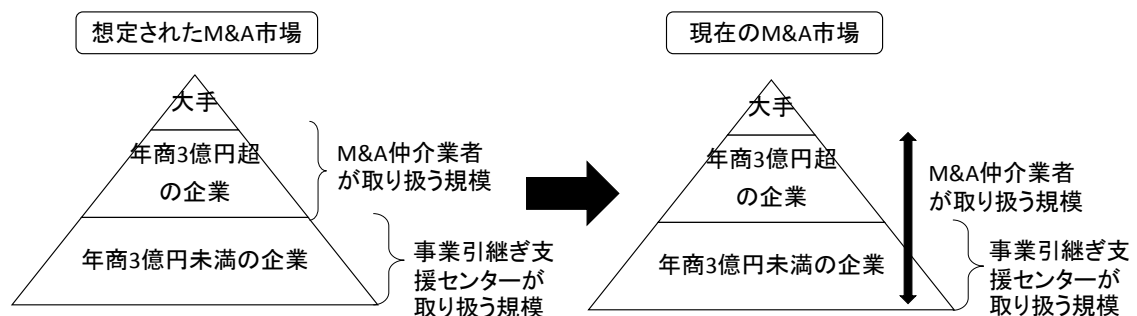 想定されたM&A市場
大手
年商3億円超
の企業
M&A仲介業者
が取り扱う規模
年商3億円未満の企業
事業引継ぎ支
援センターが
取り扱う規模
現在のM&A市場
大手
年商3億円超
の企業
M&A仲介業者
が取り扱う規模
年商3億円未満の企業
事業引継ぎ支
援センターが
取り扱う規模